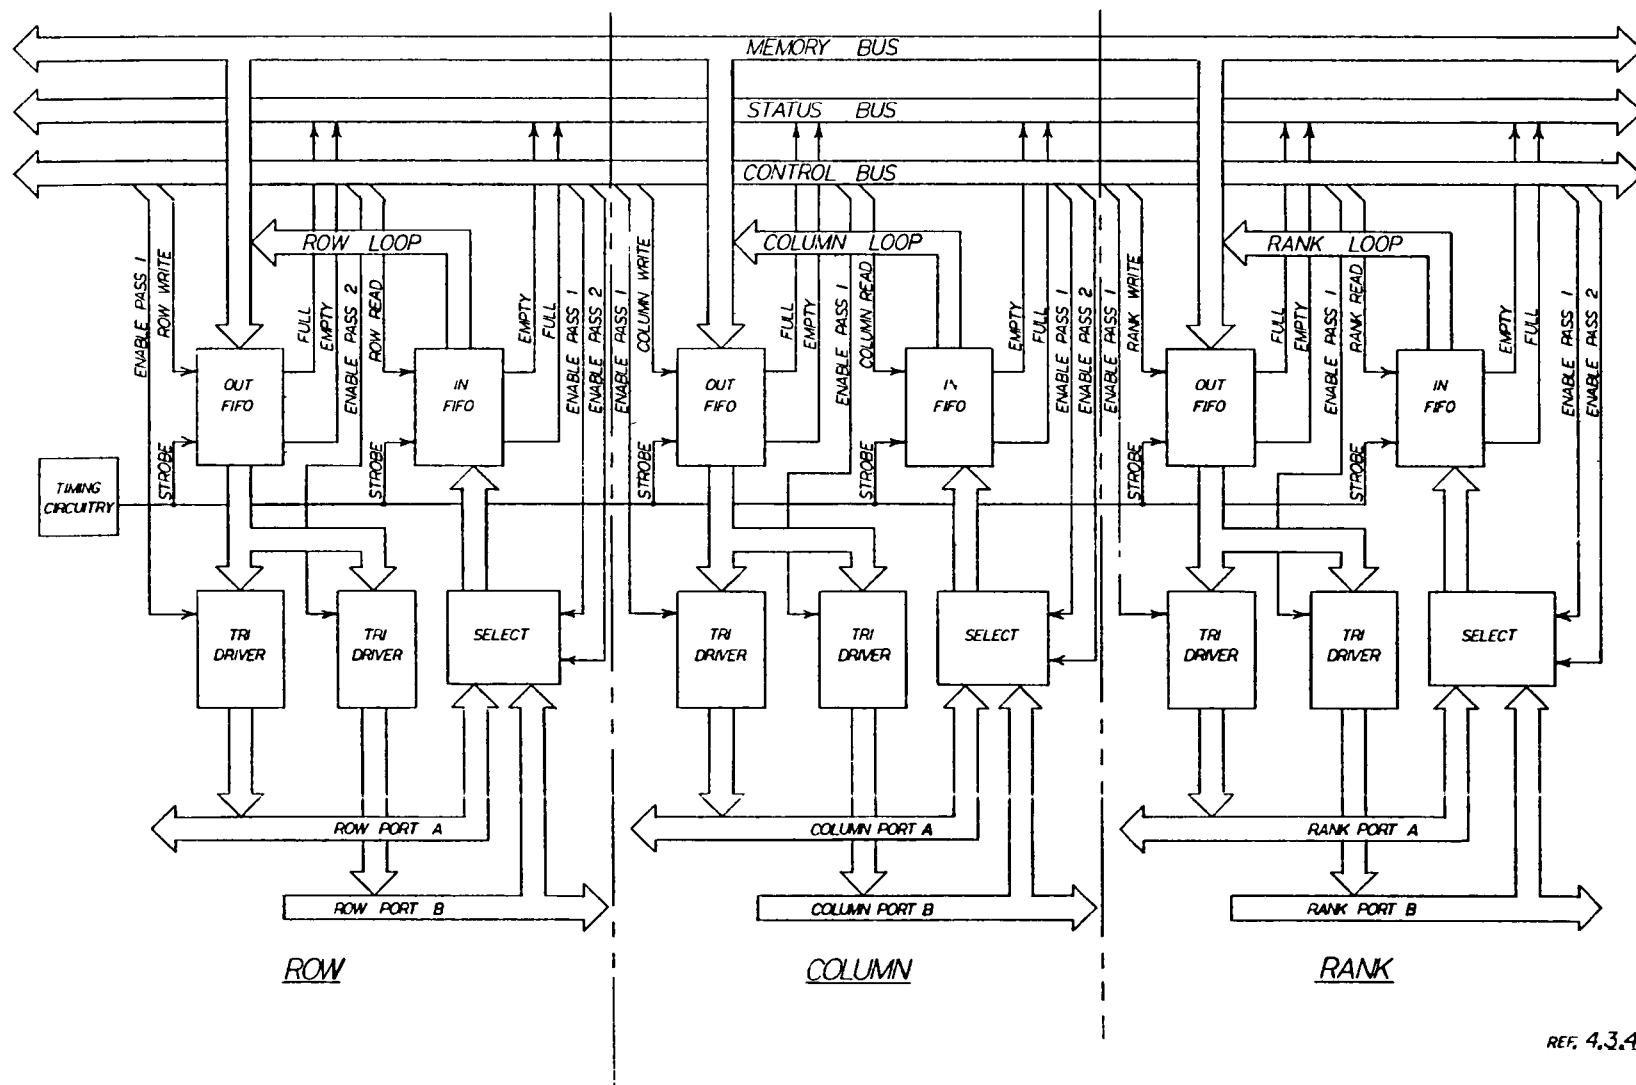 MEMORY BUS
STATUS BUS
CONTROL BUS
ROW LOOP
COLUMN LOOP
RANK LOOP
ENABLE PASS 1
ROW WRITE
FULL
EMPTY
ENABLE PASS 2
ROW READ
EMPTY
FULL
ENABLE PASS 1
ENABLE PASS 2
ENABLE PASS 1
COLUMN WRITE
FULL
EMPTY
ENABLE PASS 1
COLUMN READ
EMPTY
FULL
ENABLE PASS 1
ENABLE PASS 2
ENABLE PASS 1
RANK WRITE
FULL
EMPTY
ENABLE PASS 1
RANK READ
EMPTY
FULL
ENABLE PASS 1
ENABLE PASS 2
OUT
FIFO
IN
FIFO
OUT
FIFO
IN
FIFO
OUT
FIFO
IN
FIFO
STROBE
STROBE
STROBE
STROBE
STROBE
STROBE
TIMING
CIRCUITRY
TRI
DRIVER
TRI
DRIVER
SELECT
TRI
DRIVER
TRI
DRIVER
SELECT
TRI
DRIVER
TRI
DRIVER
SELECT
ROW PORT A
COLUMN PORT A
RANK PORT A
ROW PORT B
COLUMN PORT B
RANK PORT B
ROW
COLUMN
RANK
REF. 4.3.4